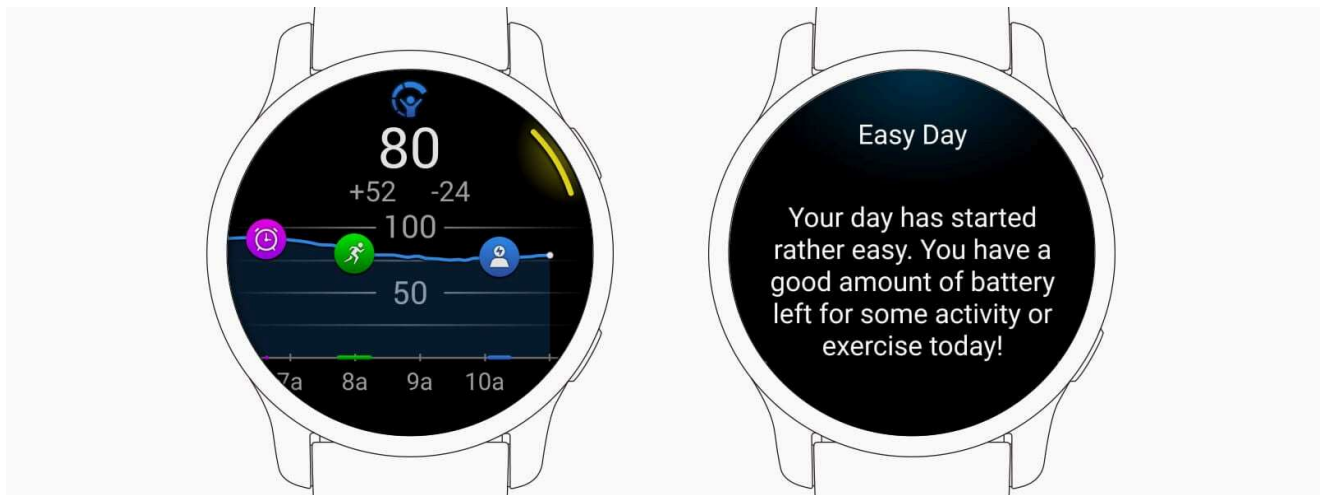 80
+52 -24
100
50
7a 8a 9a 10a
Easy Day
Your day has started
rather easy. You have a
good amount of battery
left for some activity or
exercise today!